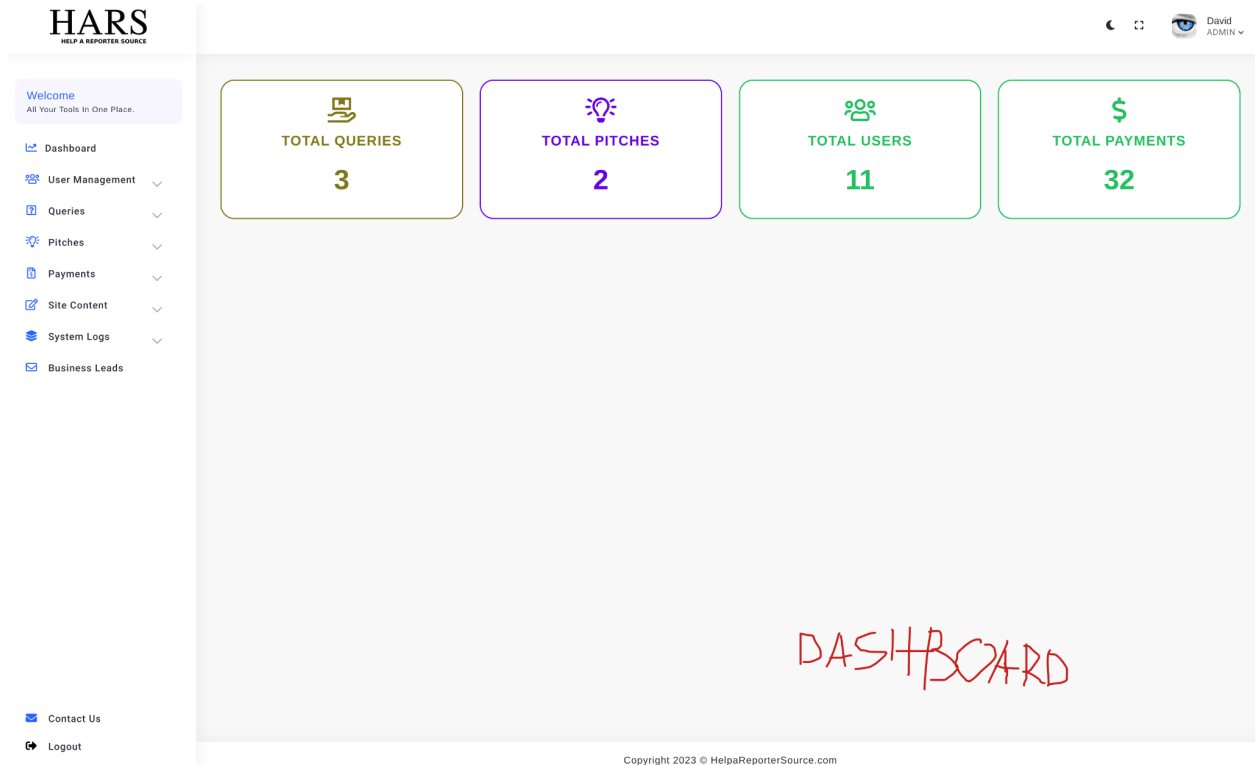 HARS
HELP A REPORTER SOURCE
David
ADMIN
Welcome
All Your Tools In One Place.
Dashboard
User Management
Queries
Pitches
Payments
Site Content
System Logs
Business Leads
Contact Us
Logout
TOTAL QUERIES
3
TOTAL PITCHES
2
TOTAL USERS
11
TOTAL PAYMENTS
32
DASHBOARD
Copyright 2023 © HelpaReporterSource.com